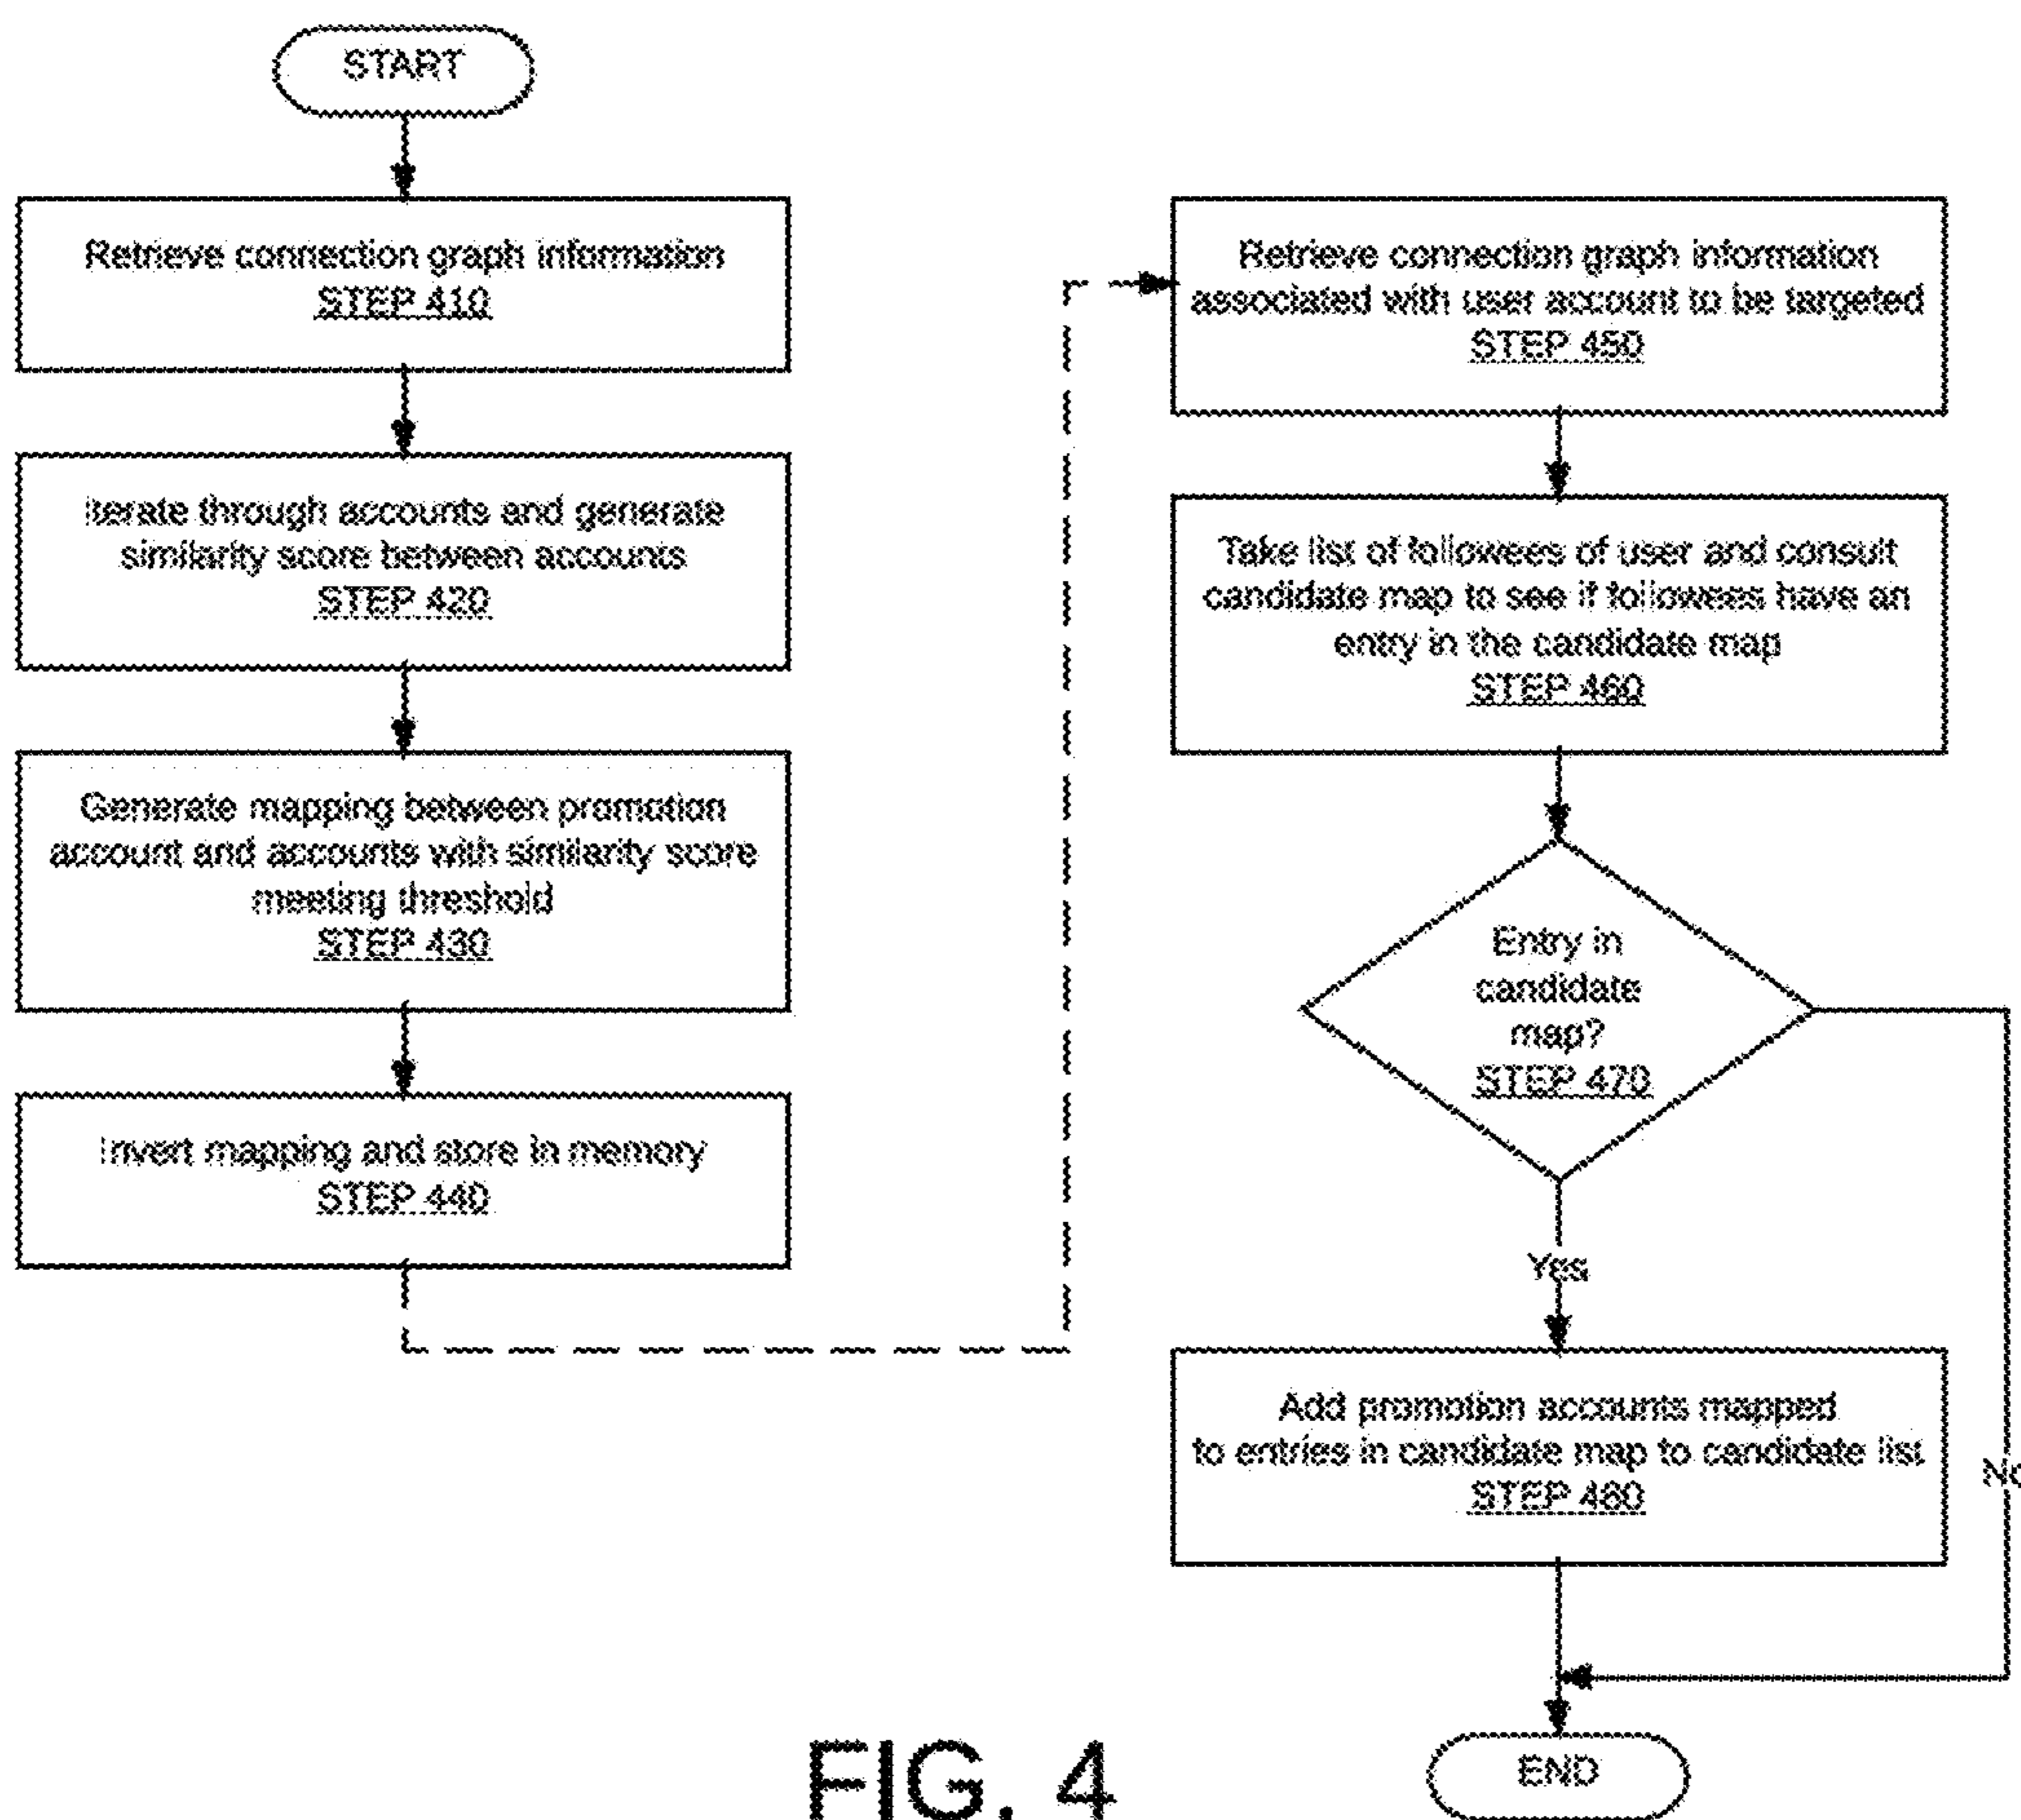 START
Retrieve connection graph information
STEP 410
Iterate through accounts and generate
similarity score between accounts
STEP 420
Generate mapping between promotion
account and accounts with similarity score
meeting threshold
STEP 430
Invert mapping and store in memory
STEP 440
Retrieve connection graph information
associated with user account to be targeted
STEP 450
Take list of followees of user and consult
candidate map to see if followees have an
entry in the candidate map
STEP 460
Entry in
candidate
map?
STEP 470
Yes
Add promotion accounts mapped
to entries in candidate map to candidate list
STEP 480
No
END
FIG. 4